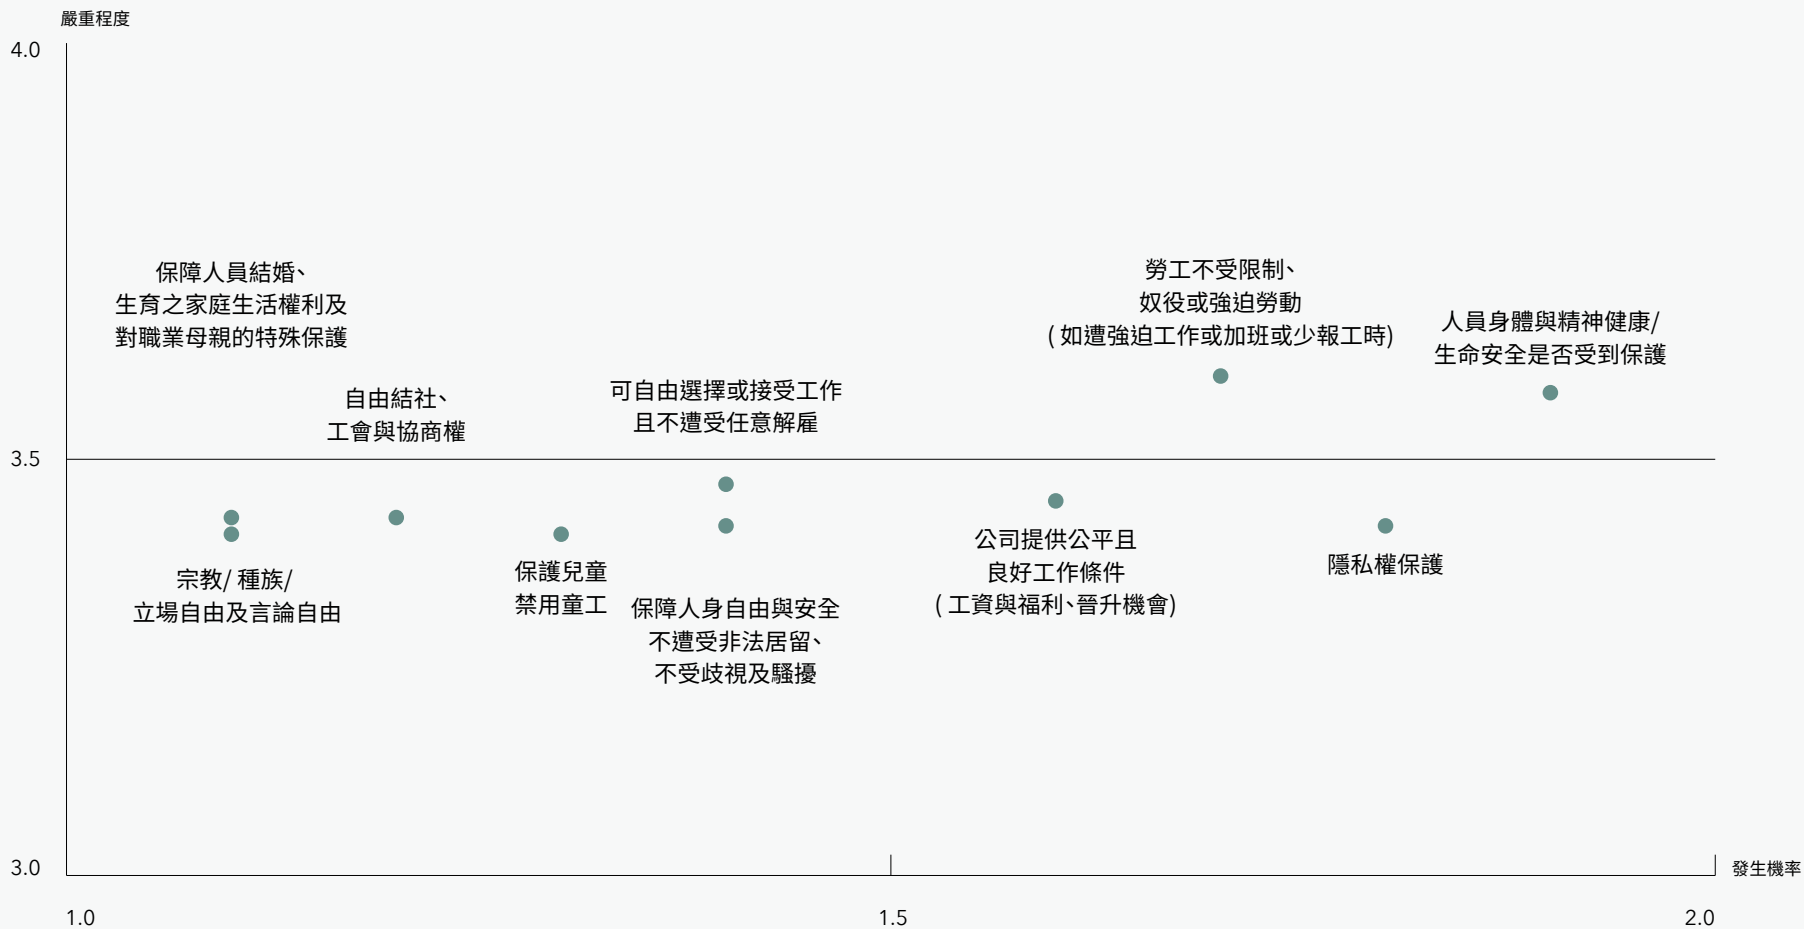 嚴重程度
4.0
保障人員結婚、
生育之家庭生活權利及
對職業母親的特殊保護
自由結社、
工會與協商權
可自由選擇或接受工作
且不遭受任意解雇
勞工不受限制、
奴役或強迫勞動
( 如遭強迫工作或加班或少報工時)
人員身體與精神健康/
生命安全是否受到保護
3.5
宗教/ 種族/
立場自由及言論自由
保護兒童
禁用童工
保障人身自由與安全
不遭受非法居留、
不受歧視及騷擾
公司提供公平且
良好工作條件
( 工資與福利、晉升機會)
隱私權保護
3.0
發生機率
1.0
1.5
2.0